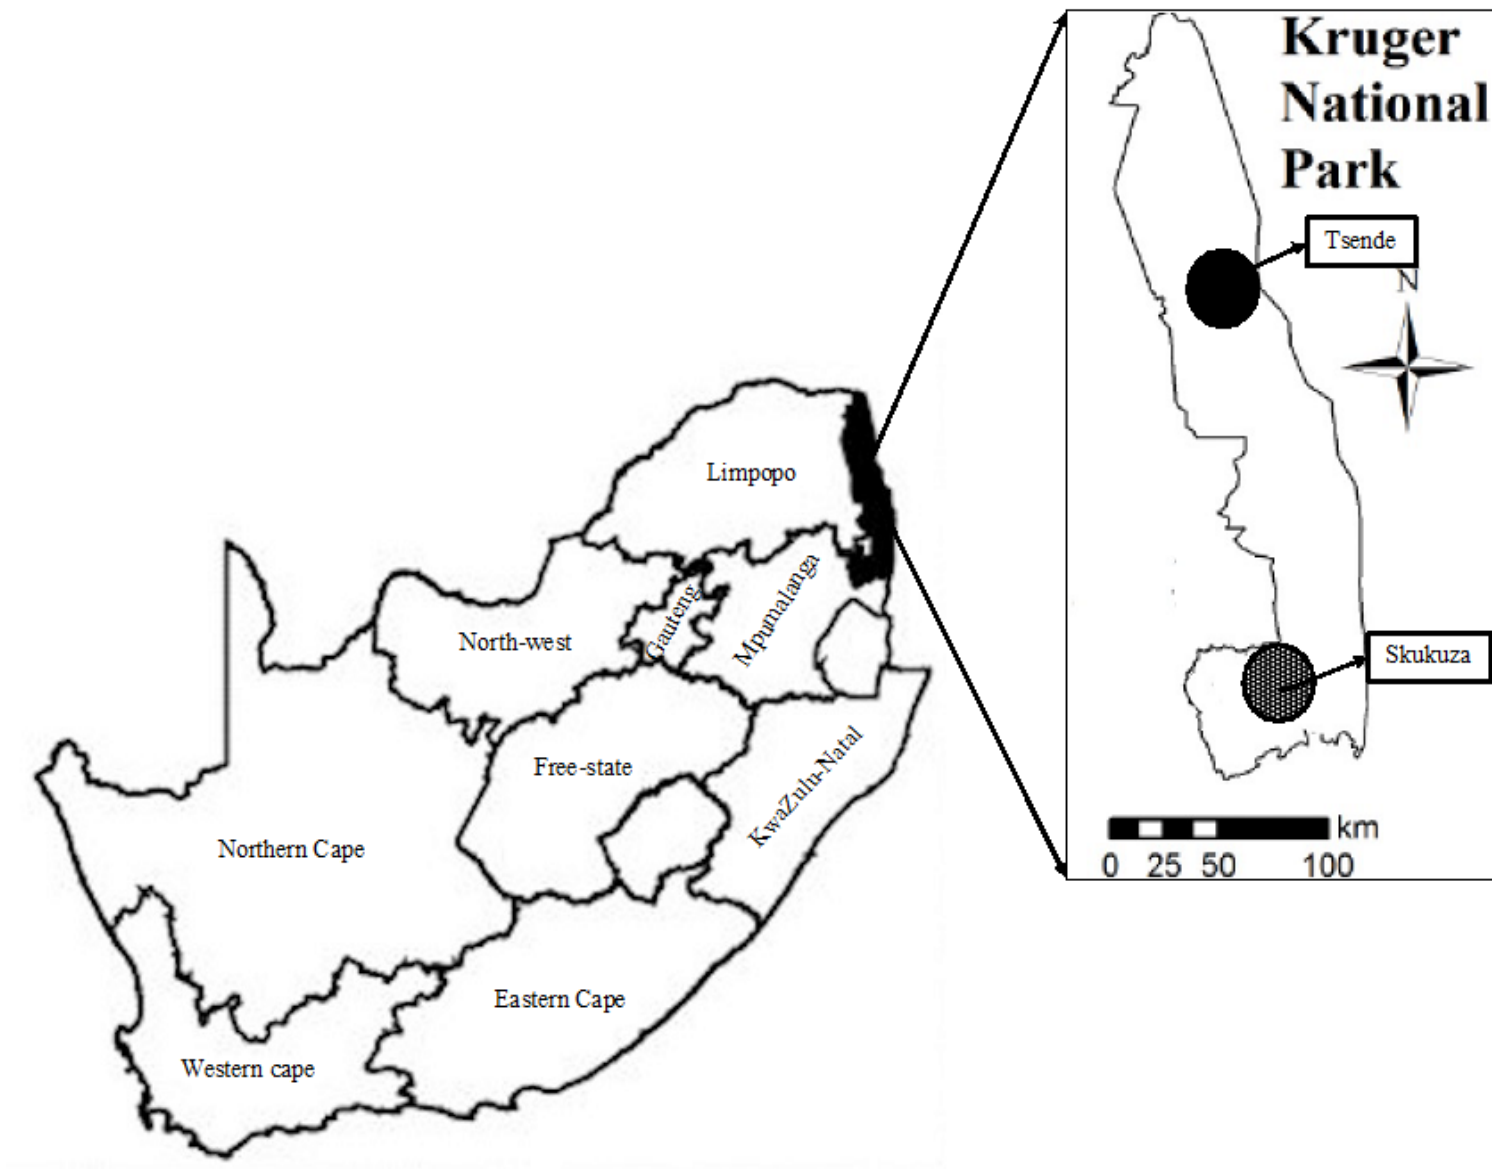 Kruger
National
Park
Tsende
N
Skukuza
km
0 25 50 100
Limpopo
North-west
Gauteng
Mpumalanga
Free-state
KwaZulu-Natal
Northern Cape
Eastern Cape
Western cape